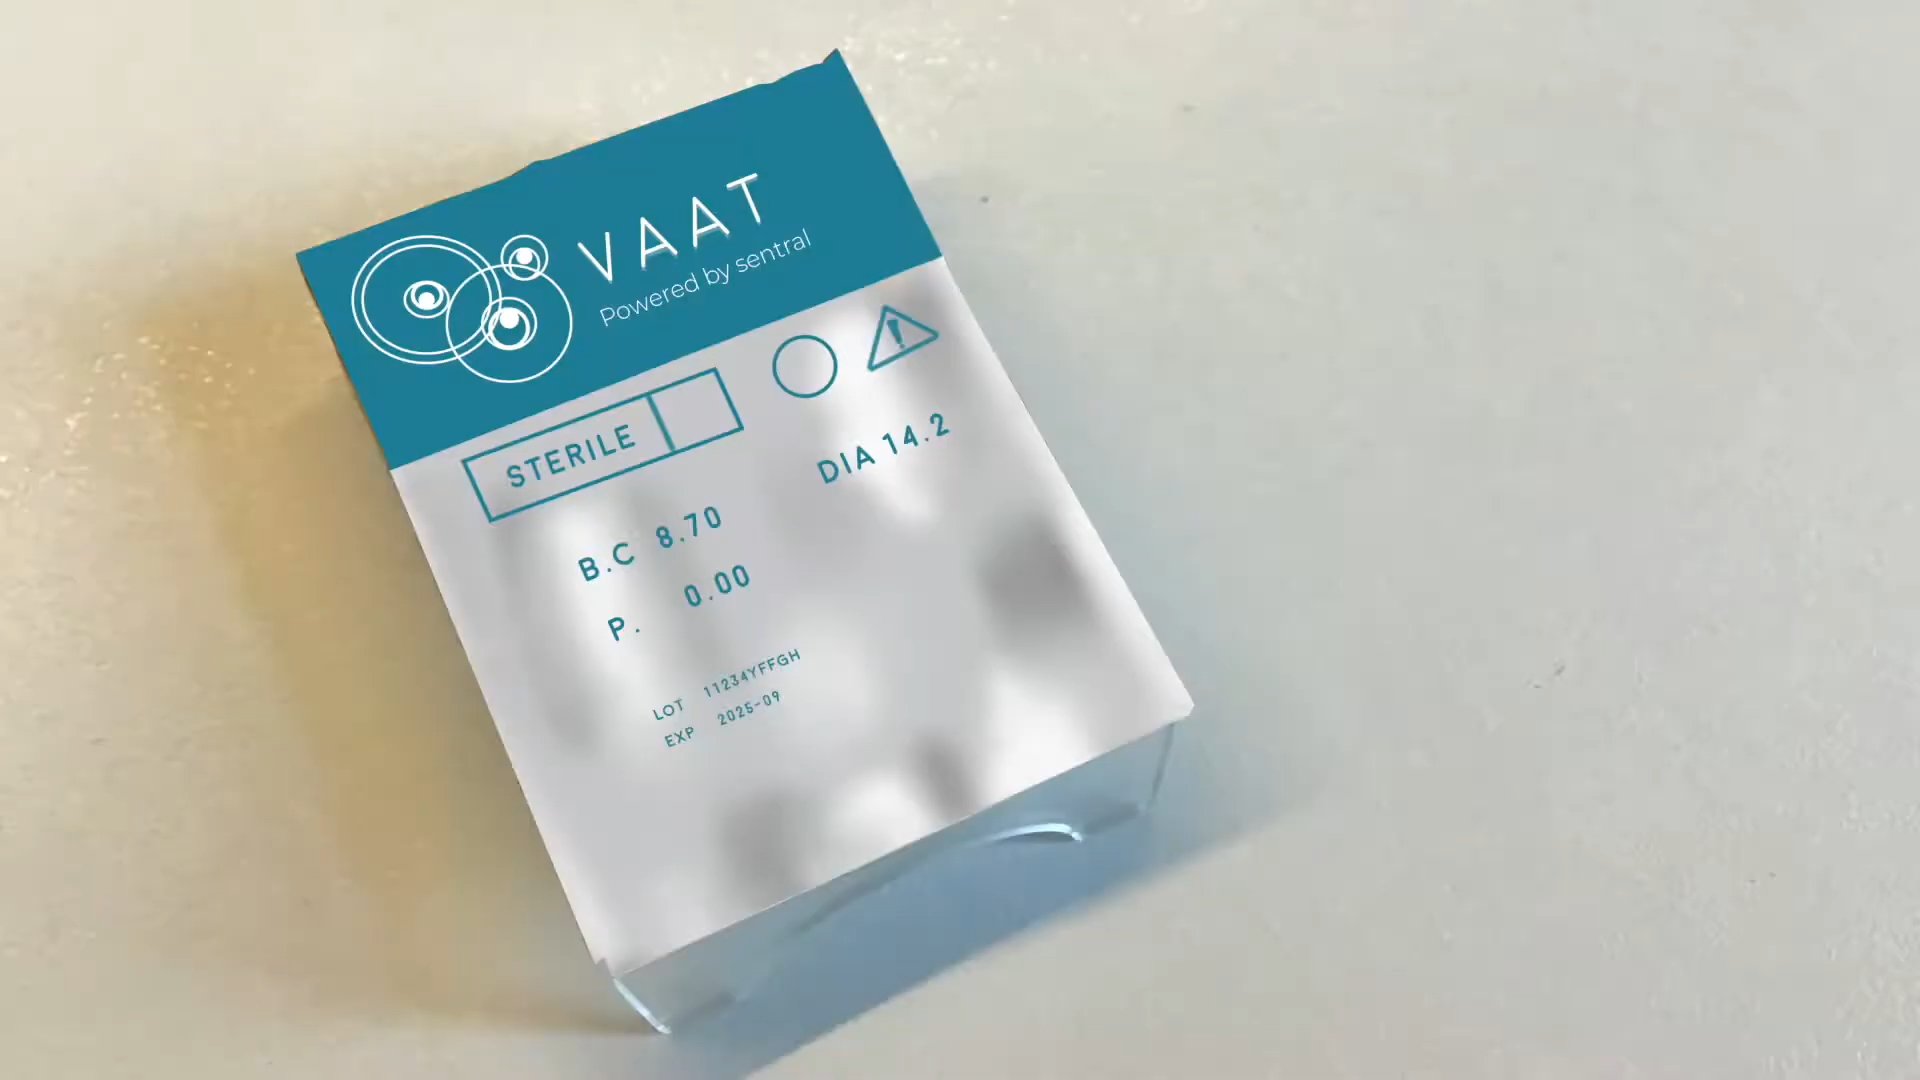 VAAT
Powered by sentral
STERILE
DIA 14.2
B.C 8.70
P. 0.00
LOT 11234YFFGH
EXP 2025-09